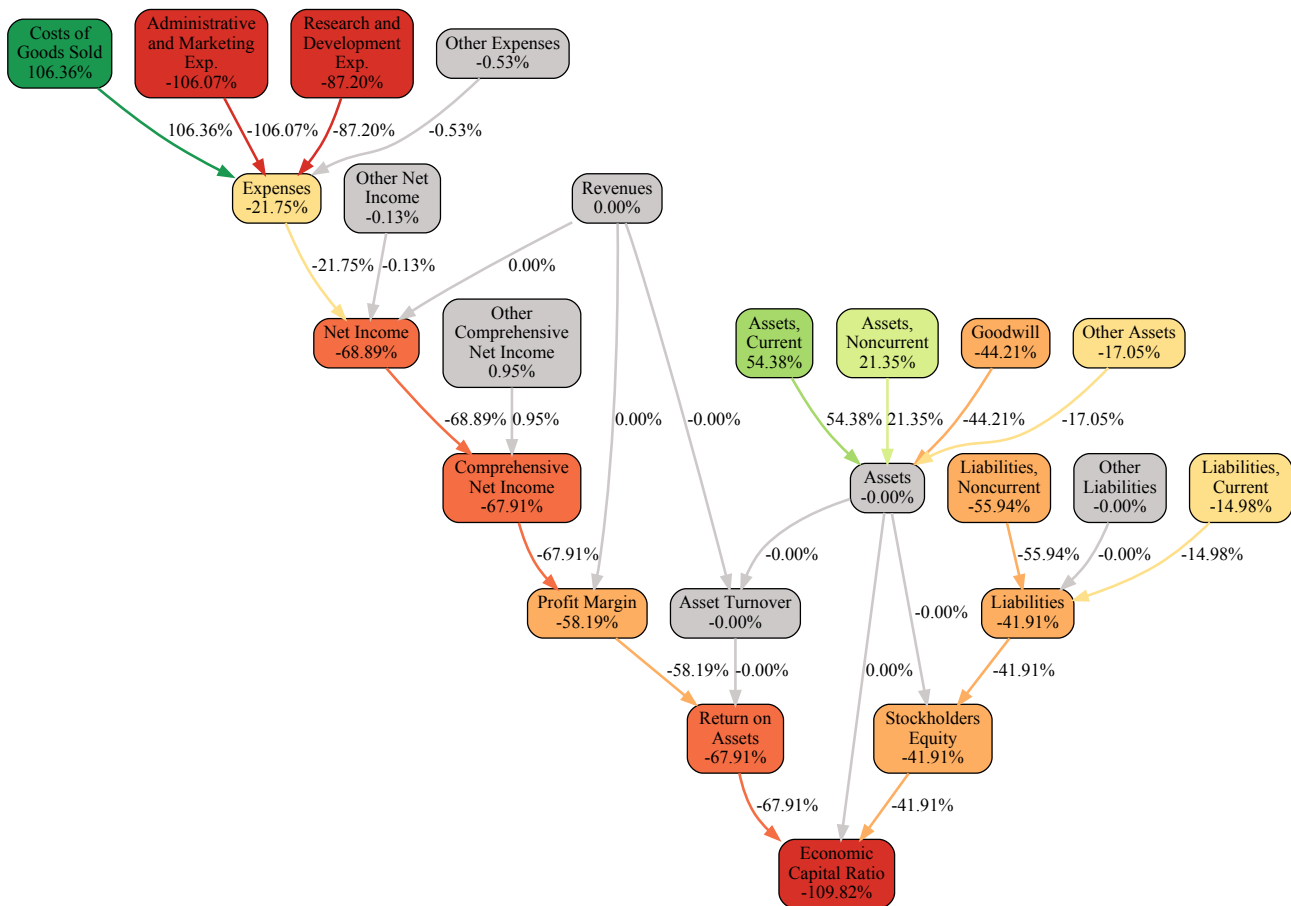 Costs of
Goods Sold
106.36%
Administrative
and Marketing
Exp.
-106.07%
Research and
Development
Exp.
-87.20%
Other Expenses
-0.53%
106.36%
-106.07%
-87.20%
-0.53%
Expenses
-21.75%
Other Net
Income
-0.13%
Revenues
0.00%
-21.75%
-0.13%
0.00%
Net Income
-68.89%
Other
Comprehensive
Net Income
0.95%
Assets,
Current
54.38%
Assets,
Noncurrent
21.35%
Goodwill
-44.21%
Other Assets
-17.05%
-68.89%
0.95%
0.00%
-0.00%
54.38%
21.35%
-44.21%
-17.05%
Comprehensive
Net Income
-67.91%
Assets
-0.00%
Liabilities,
Noncurrent
-55.94%
Other
Liabilities
-0.00%
Liabilities,
Current
-14.98%
-67.91%
-0.00%
-55.94%
-0.00%
-14.98%
Profit Margin
-58.19%
Asset Turnover
-0.00%
-0.00%
Liabilities
-41.91%
-58.19%
-0.00%
0.00%
-41.91%
Return on
Assets
-67.91%
Stockholders
Equity
-41.91%
-67.91%
-41.91%
Economic
Capital Ratio
-109.82%